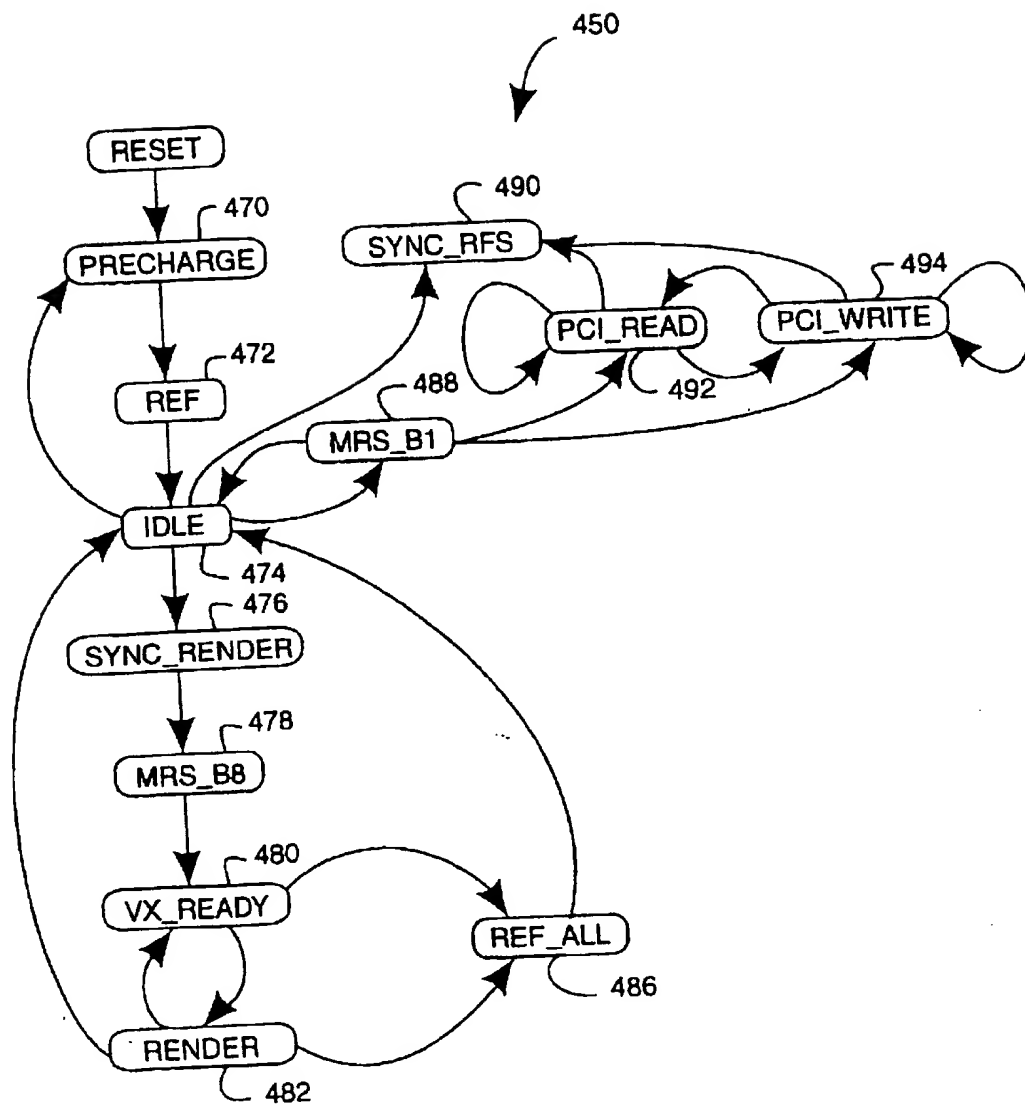 450
RESET
470
PRECHARGE
490
SYNC_RFS
494
PCI_READ
PCI_WRITE
472
REF
492
488
MRS_B1
IDLE
474
476
SYNC_RENDER
478
MRS_B8
480
VX_READY
REF_ALL
486
RENDER
482